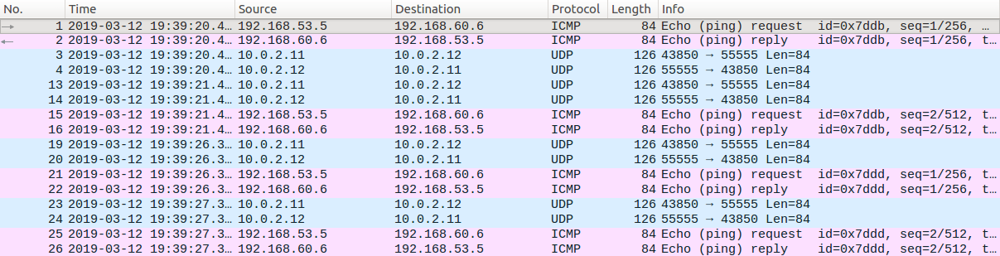 No. Time Source Destination Protocol Length Info
1 2019-03-12 19:39:20.4… 192.168.53.5 192.168.60.6 ICMP 84 Echo (ping) request id=0x7ddb, seq=1/256, …
2 2019-03-12 19:39:20.4… 192.168.60.6 192.168.53.5 ICMP 84 Echo (ping) reply id=0x7ddb, seq=1/256, t…
3 2019-03-12 19:39:20.4… 10.0.2.11 10.0.2.12 UDP 126 43850 → 55555 Len=84
4 2019-03-12 19:39:20.4… 10.0.2.12 10.0.2.11 UDP 126 55555 → 43850 Len=84
13 2019-03-12 19:39:21.4… 10.0.2.11 10.0.2.12 UDP 126 43850 → 55555 Len=84
14 2019-03-12 19:39:21.4… 10.0.2.12 10.0.2.11 UDP 126 55555 → 43850 Len=84
15 2019-03-12 19:39:21.4… 192.168.53.5 192.168.60.6 ICMP 84 Echo (ping) request id=0x7ddb, seq=2/512, t…
16 2019-03-12 19:39:21.4… 192.168.60.6 192.168.53.5 ICMP 84 Echo (ping) reply id=0x7ddb, seq=2/512, t…
19 2019-03-12 19:39:26.3… 10.0.2.11 10.0.2.12 UDP 126 43850 → 55555 Len=84
20 2019-03-12 19:39:26.3… 10.0.2.12 10.0.2.11 UDP 126 55555 → 43850 Len=84
21 2019-03-12 19:39:26.3… 192.168.53.5 192.168.60.6 ICMP 84 Echo (ping) request id=0x7ddd, seq=1/256, t…
22 2019-03-12 19:39:26.3… 192.168.60.6 192.168.53.5 ICMP 84 Echo (ping) reply id=0x7ddd, seq=1/256, t…
23 2019-03-12 19:39:27.3… 10.0.2.11 10.0.2.12 UDP 126 43850 → 55555 Len=84
24 2019-03-12 19:39:27.3… 10.0.2.12 10.0.2.11 UDP 126 55555 → 43850 Len=84
25 2019-03-12 19:39:27.3… 192.168.53.5 192.168.60.6 ICMP 84 Echo (ping) request id=0x7ddd, seq=2/512, t…
26 2019-03-12 19:39:27.3… 192.168.60.6 192.168.53.5 ICMP 84 Echo (ping) reply id=0x7ddd, seq=2/512, t…